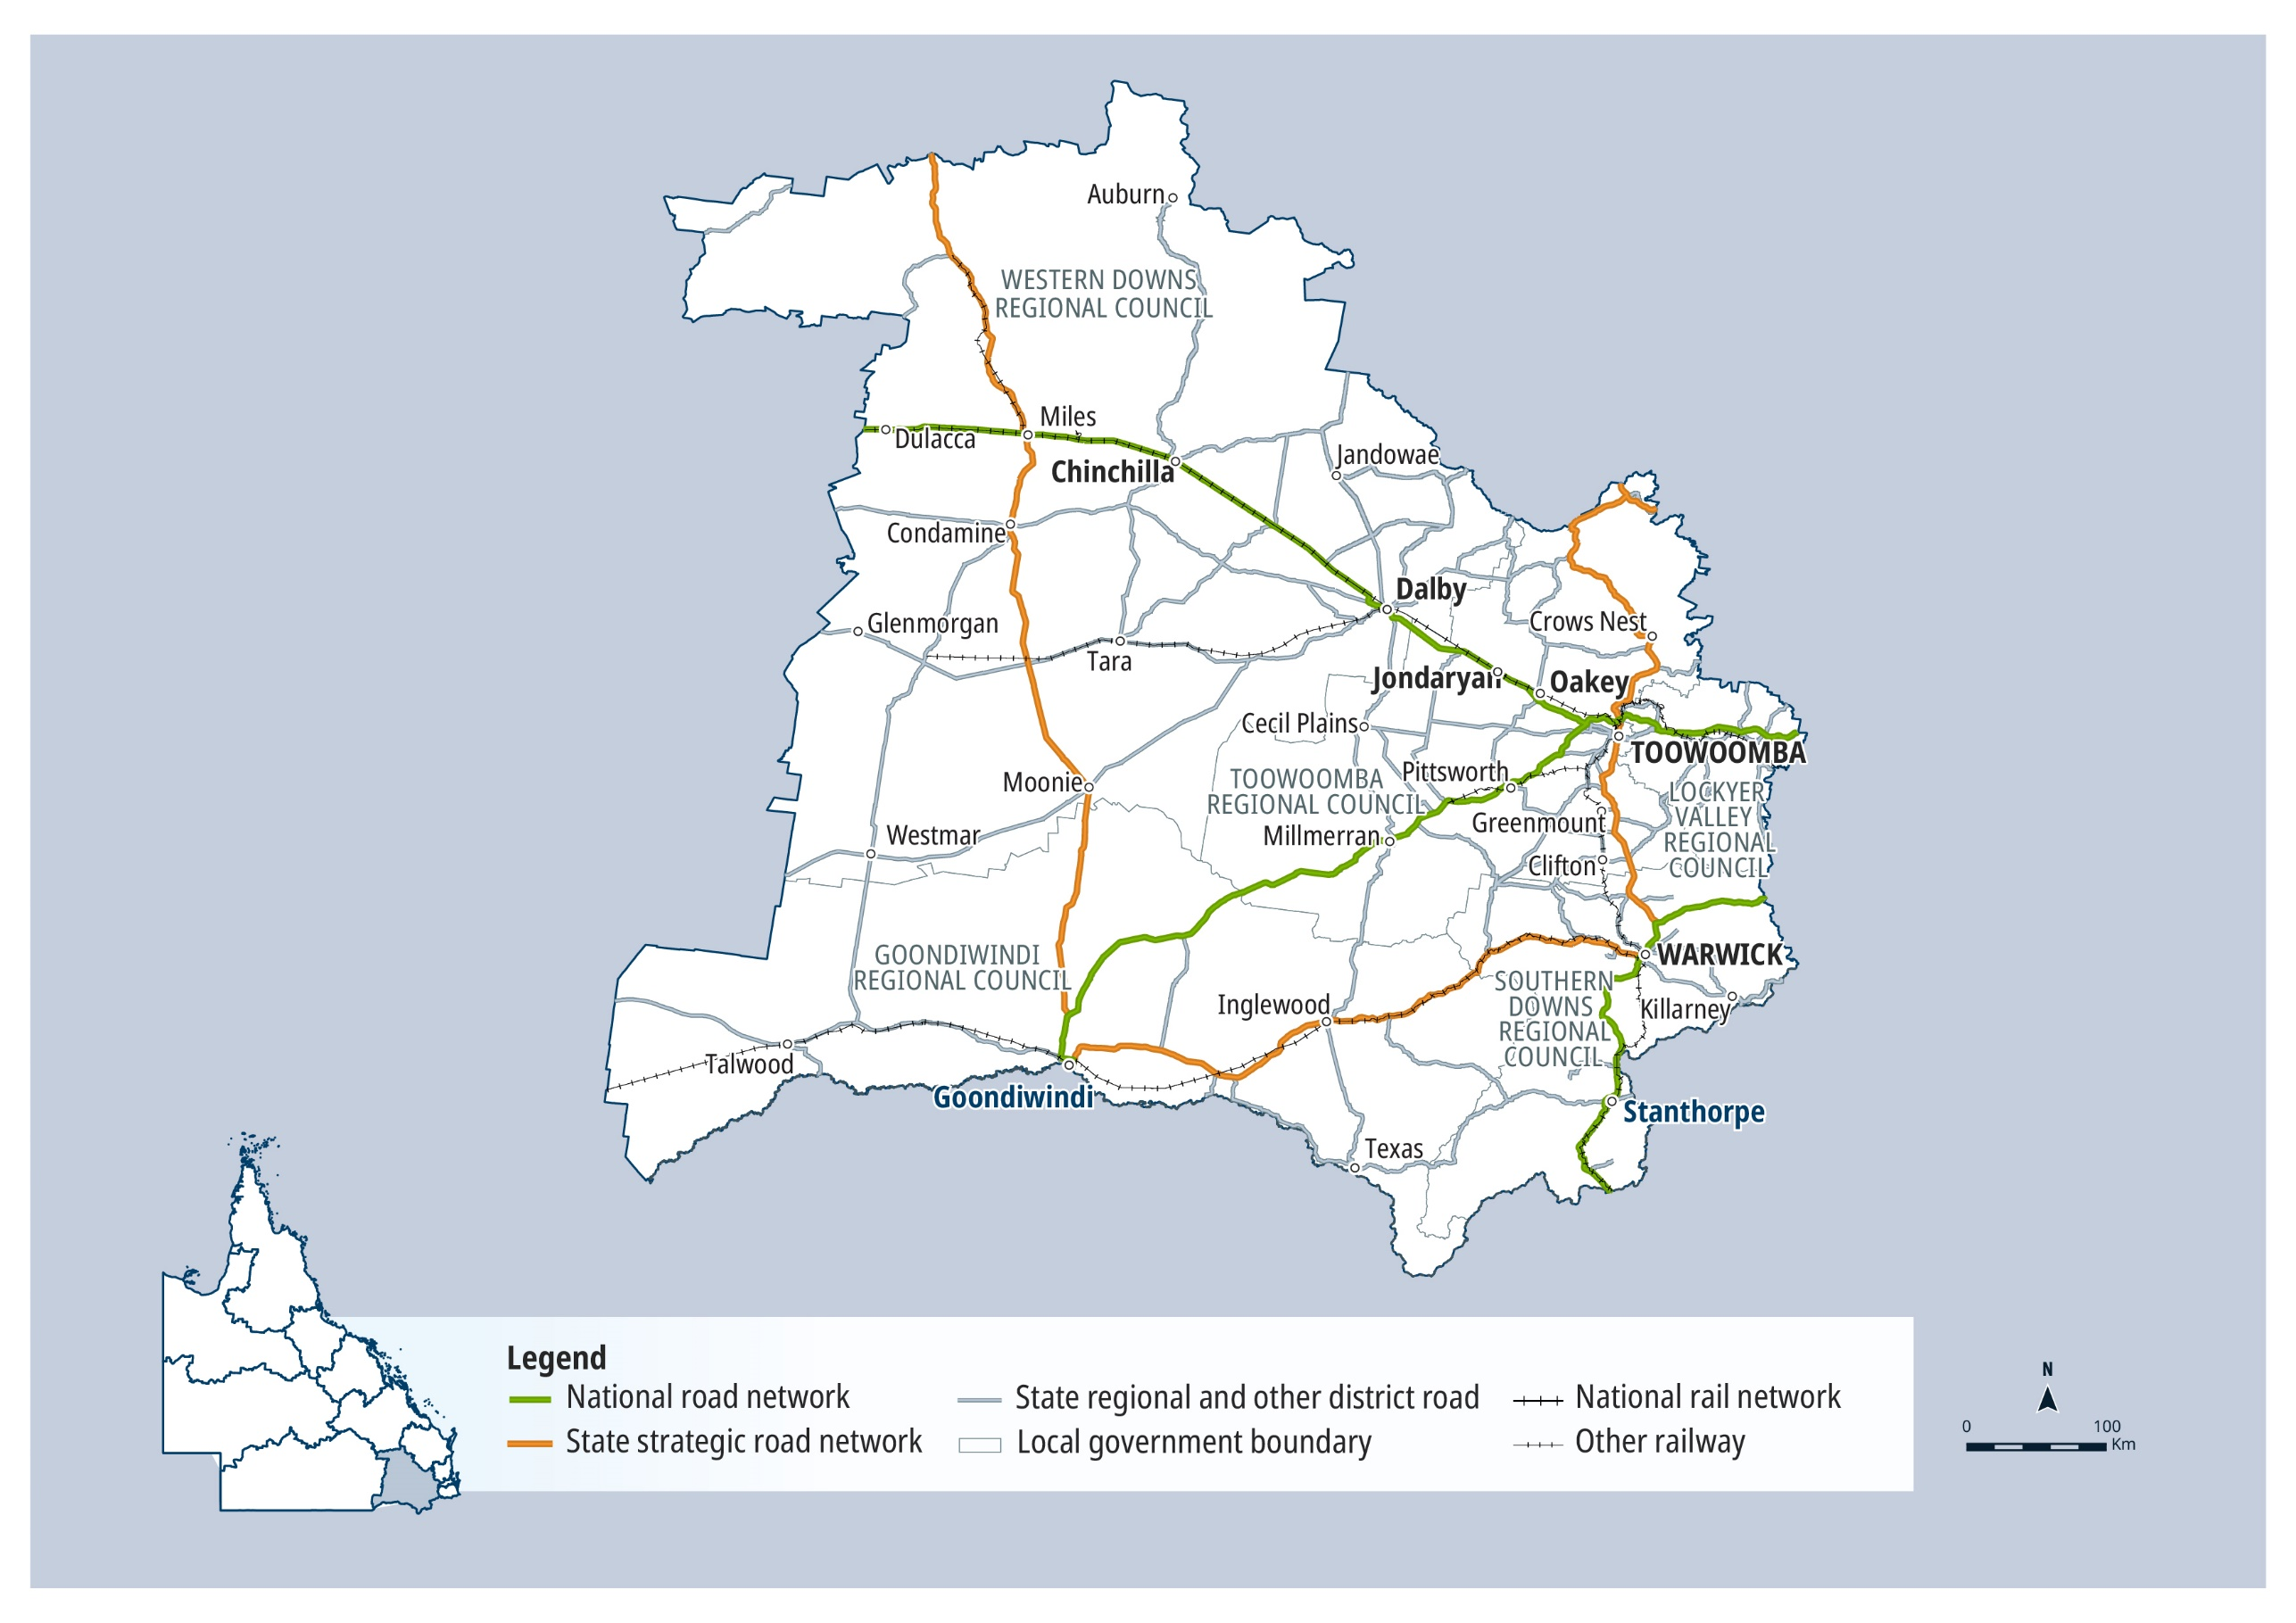 Auburn
WESTERN DOWNS
REGIONAL COUNCIL
Miles
Dulacca
Chinchilla
Jandowae
Condamine
Dalby
Glenmorgan
Crows Nest
Tara
Jondaryan
Oakey
Cecil Plains
TOOWOOMBA
Moonie
TOOWOOMBA
REGIONAL COUNCIL
Pittsworth
LOCKYER
VALLEY
REGIONAL
COUNCIL
Westmar
Millmerran
Greenmount
Clifton
GOONDIWINDI
REGIONAL COUNCIL
WARWICK
SOUTHERN
DOWNS
REGIONAL
COUNCIL
Inglewood
Killarney
Talwood
Goondiwindi
Stanthorpe
Texas
Legend
National road network
State strategic road network
State regional and other district road
Local government boundary
National rail network
Other railway
N
0 100
Km